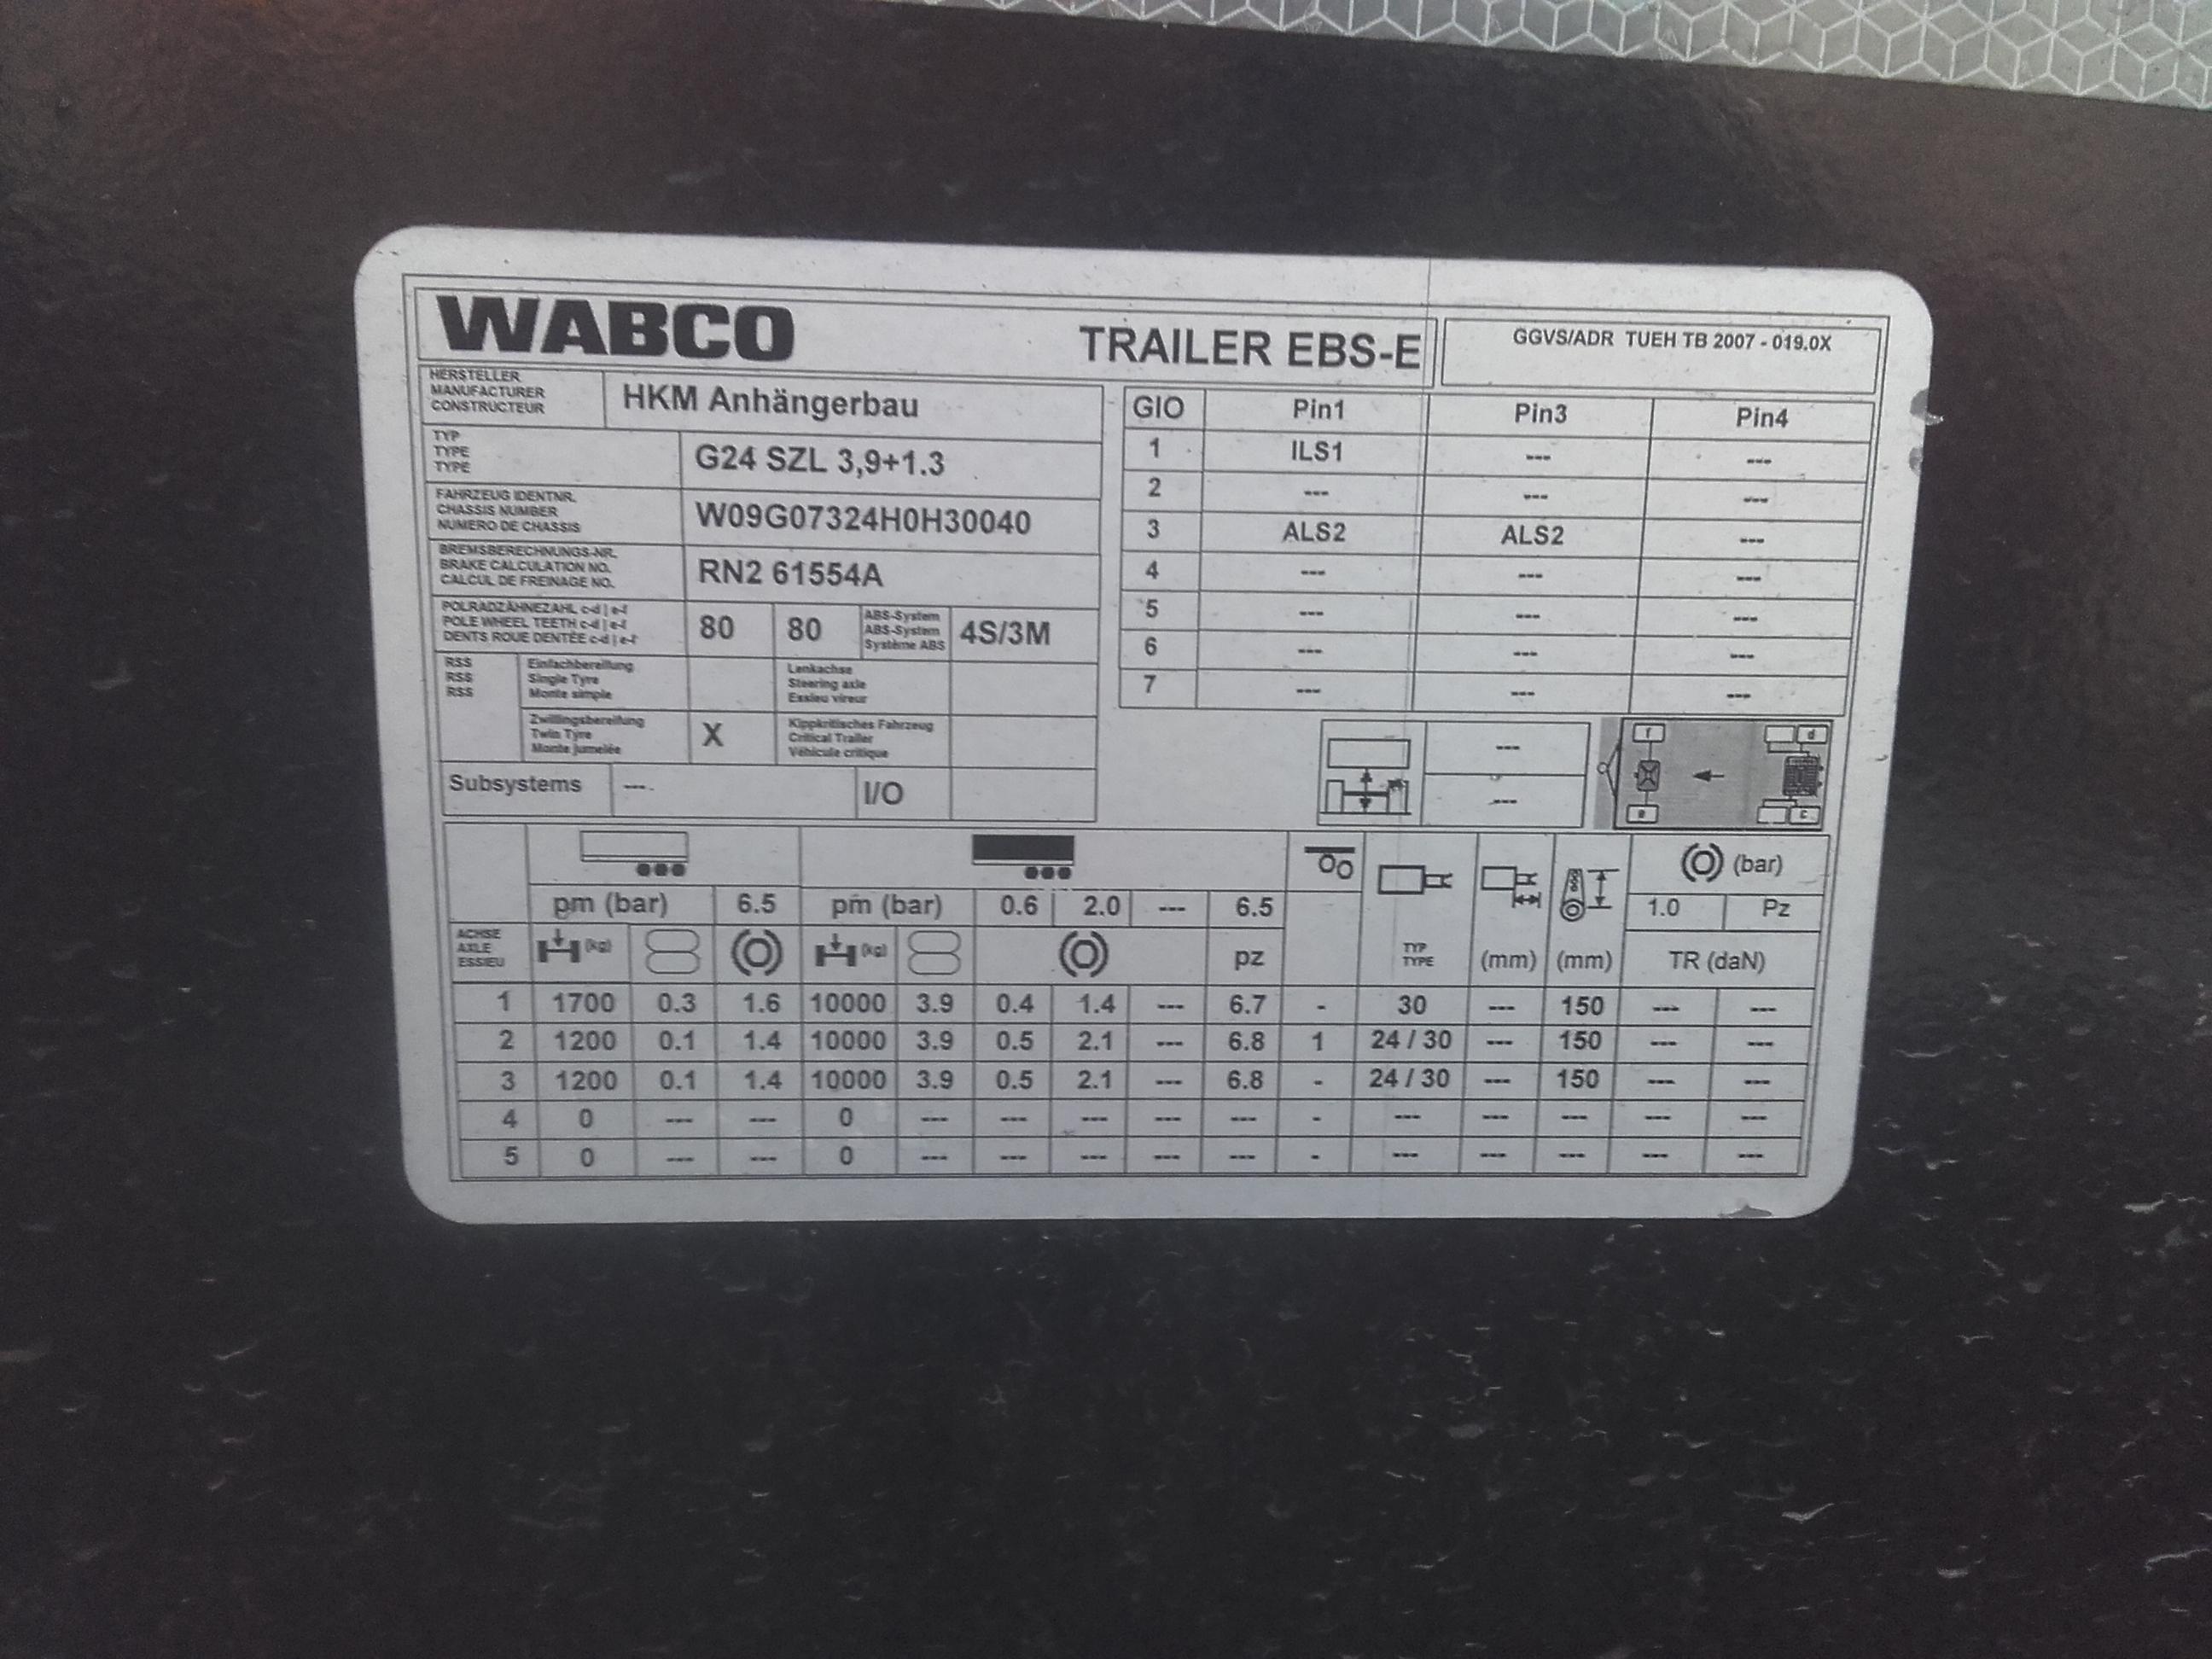 WABCO TRAILER EBS-E GGVS/ADR TUEH TB 2007 - 019.0X
HERSTELLER
MANUFACTURER
CONSTRUCTEUR
HKM Anhängerbau
TYP
TYPE
TYPE
G24 SZL 3,9+1.3
FAHRZEUG IDENTNR.
CHASSIS NUMBER
NUMERO DE CHASSIS
W09G07324H0H30040
BREMSBERECHNUNGS-NR.
BRAKE CALCULATION NO.
CALCUL DE FREINAGE NO.
RN2 61554A
POLRADZÄHNEZAHL c-d | e-f
POLE WHEEL TEETH c-d | e-f
DENTS ROUE DENTÉE c-d | e-f
80 80
ABS-System
ABS-System
Système ABS
4S/3M
RSS
RSS
RSS
Einfachbereifung
Single Tyre
Monte simple
Lenkachse
Steering axle
Essieu vireur
Zwillingsbereifung
Twin Tyre
Monte jumelée
X
Kippkritisches Fahrzeug
Critical Trailer
Véhicule critique
Subsystems ---. I/O
GIO Pin1 Pin3 Pin4
1 ILS1 --- ---
2 --- --- ---
3 ALS2 ALS2 ---
4 --- --- ---
5 --- --- ---
6 --- --- ---
7 --- --- ---
---
---
f d
e c
(bar)
pm (bar) 6.5 pm (bar) 0.6 2.0 --- 6.5 1.0 Pz
ACHSE
AXLE
ESSIEU
(kg) (kg) pz
TYP
TYPE
(mm) (mm) TR (daN)
1 1700 0.3 1.6 10000 3.9 0.4 1.4 --- 6.7 - 30 --- 150 --- ---
2 1200 0.1 1.4 10000 3.9 0.5 2.1 --- 6.8 1 24 / 30 --- 150 --- ---
3 1200 0.1 1.4 10000 3.9 0.5 2.1 --- 6.8 - 24 / 30 --- 150 --- ---
4 0 --- --- 0 --- --- --- --- --- - --- --- --- --- ---
5 0 --- --- 0 --- --- --- --- --- - --- --- --- --- ---